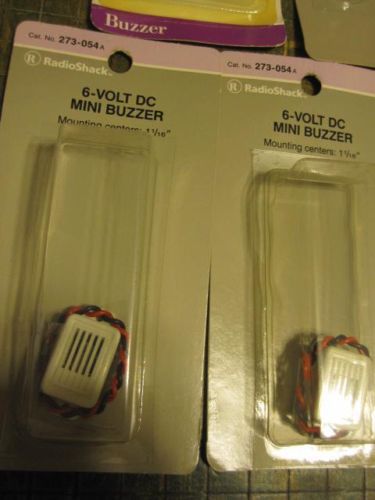 Buzzer
Cat. No. 273-054A
RadioShack
6-VOLT DC
MINI BUZZER
Mounting centers: 1 1/16"
Cat. No. 273-054A
RadioShack
6-VOLT DC
MINI BUZZER
Mounting centers: 1 1/16"